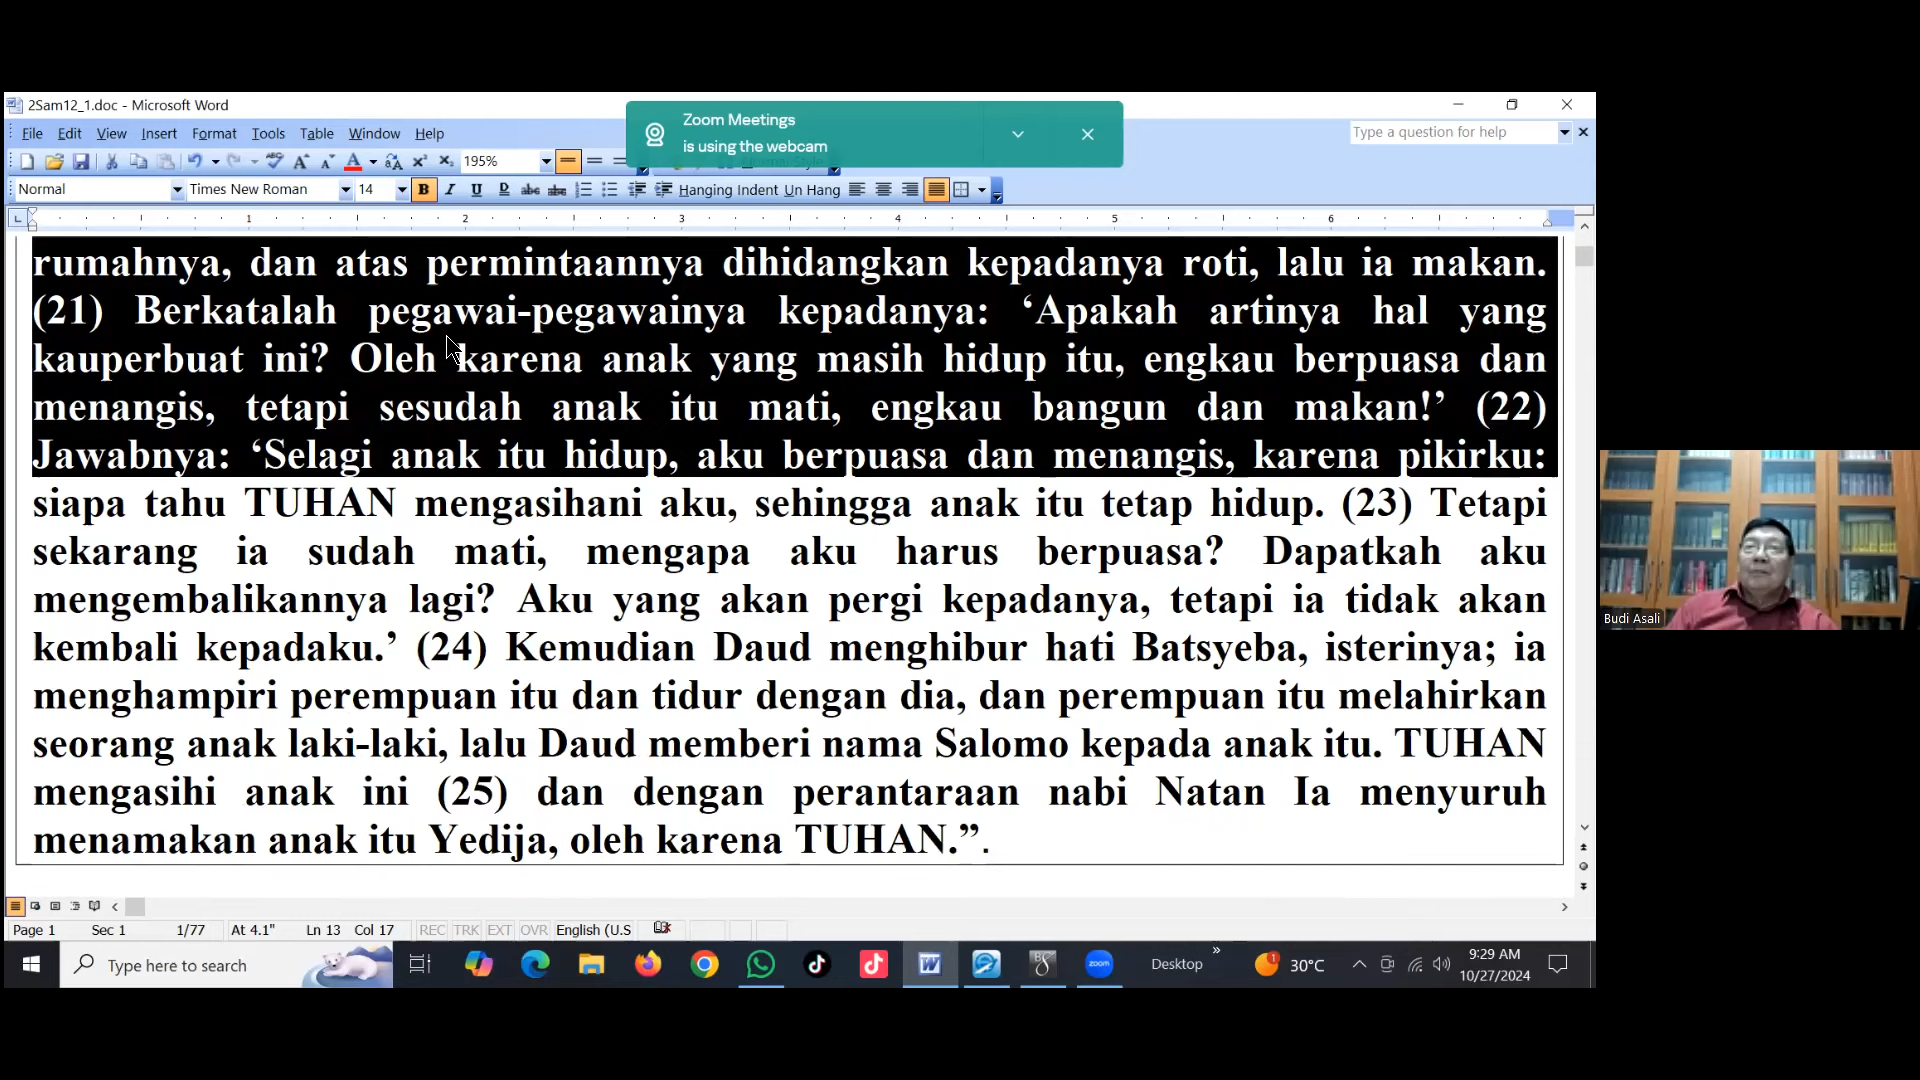 2Sam12_1.doc - Microsoft Word
File Edit View Insert Format Tools Table Window Help
Zoom Meetings
is using the webcam
Type a question for help
195%
Normal Times New Roman 14 B I U D abc Hanging Indent Un Hang
1 2 3 4 5 6
rumahnya, dan atas permintaannya dihidangkan kepadanya roti, lalu ia makan.
(21) Berkatalah pegawai-pegawainya kepadanya: ‘Apakah artinya hal yang
kauperbuat ini? Oleh karena anak yang masih hidup itu, engkau berpuasa dan
menangis, tetapi sesudah anak itu mati, engkau bangun dan makan!’ (22)
Jawabnya: ‘Selagi anak itu hidup, aku berpuasa dan menangis, karena pikirku:
siapa tahu TUHAN mengasihani aku, sehingga anak itu tetap hidup. (23) Tetapi
sekarang ia sudah mati, mengapa aku harus berpuasa? Dapatkah aku
mengembalikannya lagi? Aku yang akan pergi kepadanya, tetapi ia tidak akan
kembali kepadaku.’ (24) Kemudian Daud menghibur hati Batsyeba, isterinya; ia
menghampiri perempuan itu dan tidur dengan dia, dan perempuan itu melahirkan
seorang anak laki-laki, lalu Daud memberi nama Salomo kepada anak itu. TUHAN
mengasihi anak ini (25) dan dengan perantaraan nabi Natan Ia menyuruh
menamakan anak itu Yedija, oleh karena TUHAN.”.
Budi Asali
Page 1 Sec 1 1/77 At 4.1" Ln 13 Col 17 REC TRK EXT OVR English (U.S
Type here to search
zoom
Desktop
30°C
9:29 AM
10/27/2024